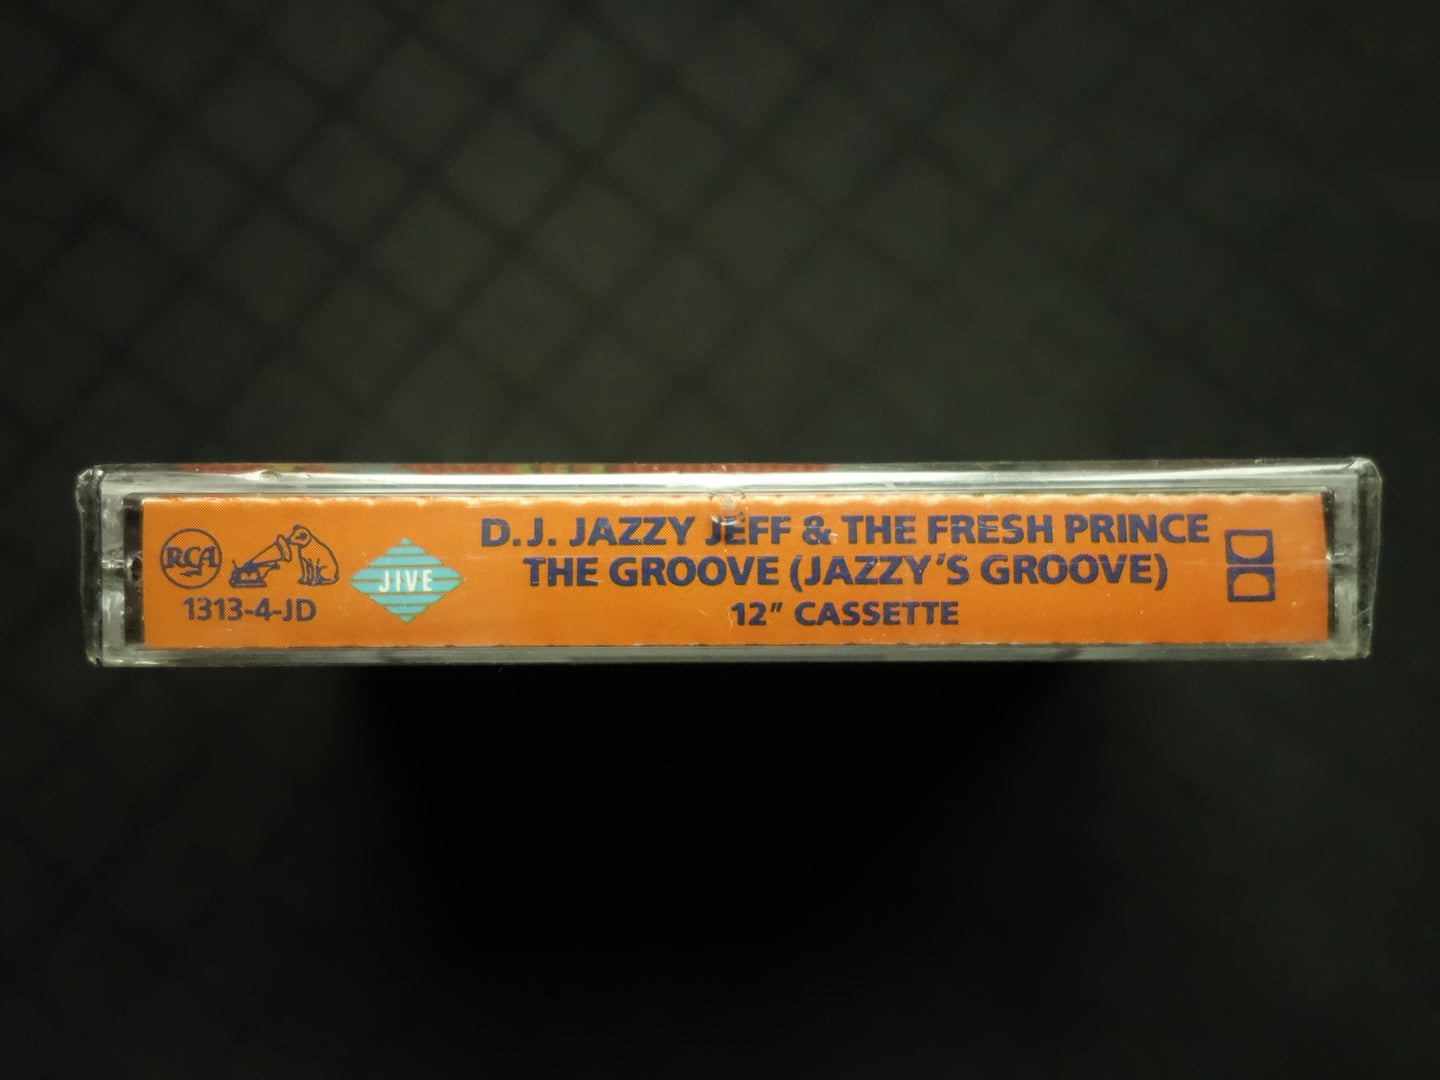 RCA
1313-4-JD
JIVE
D.J. JAZZY JEFF & THE FRESH PRINCE
THE GROOVE (JAZZY'S GROOVE)
12" CASSETTE